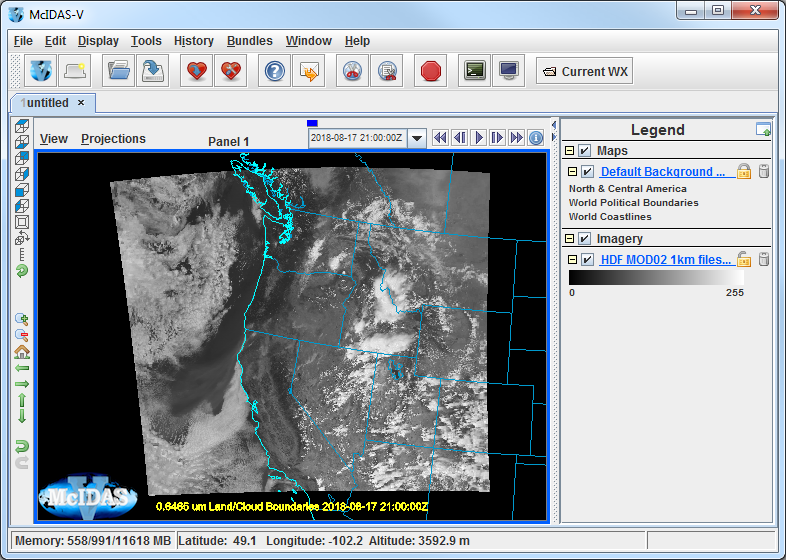 McIDAS-V
File Edit Display Tools History Bundles Window Help
Current WX
1untitled
View Projections Panel 1 2018-08-17 21:00:00Z
Legend
Maps
Default Background ...
North & Central America
World Political Boundaries
World Coastlines
Imagery
HDF MOD02 1km files...
0 255
McIDAS
V
0.6465 um Land/Cloud Boundaries 2018-08-17 21:00:00Z
Memory: 558/991/11618 MB Latitude: 49.1 Longitude: -102.2 Altitude: 3592.9 m